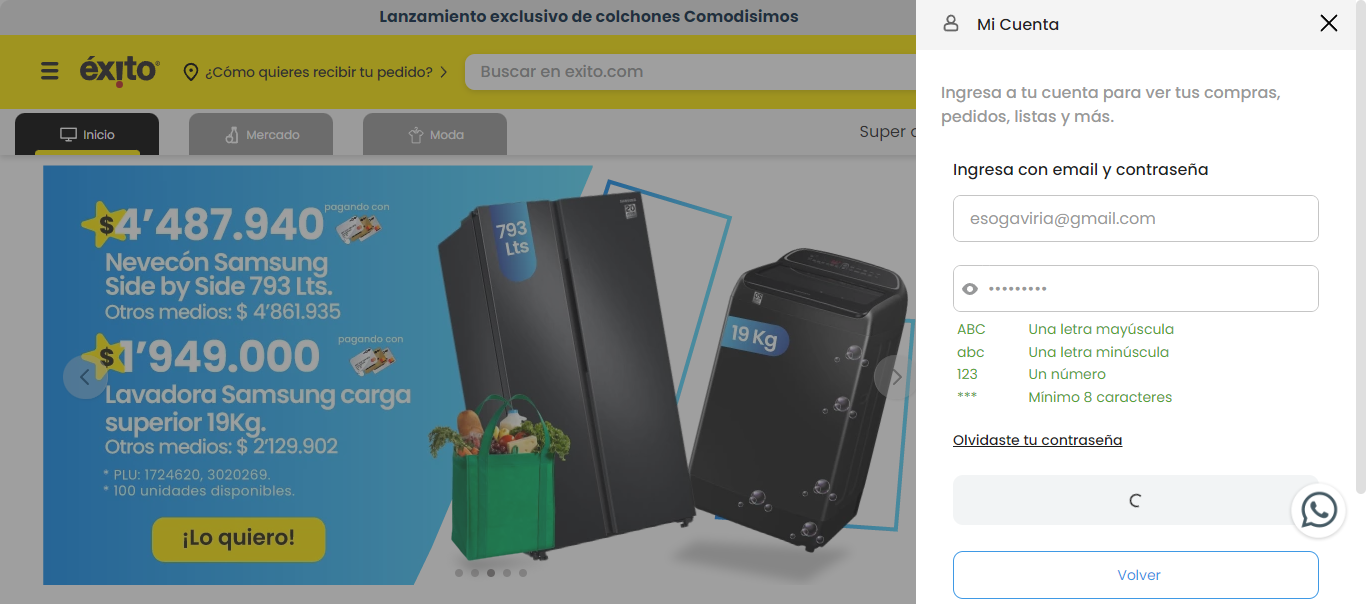 Lanzamiento exclusivo de colchones Comodisimos
éxito
¿Cómo quieres recibir tu pedido?
Buscar en exito.com
Inicio
Mercado
Moda
Super
$4'487.940
pagando con
Nevecón Samsung
Side by Side 793 Lts.
Otros medios: $ 4'861.935
$1'949.000
pagando con
Lavadora Samsung carga
superior 19Kg.
Otros medios: $ 2'129.902
* PLU: 1724620, 3020269.
* 100 unidades disponibles.
¡Lo quiero!
793
Lts
19 Kg
Mi Cuenta
Ingresa a tu cuenta para ver tus compras,
pedidos, listas y más.
Ingresa con email y contraseña
esogaviria@gmail.com
•••••••••
ABC Una letra mayúscula
abc Una letra minúscula
123 Un número
*** Mínimo 8 caracteres
Olvidaste tu contraseña
Volver